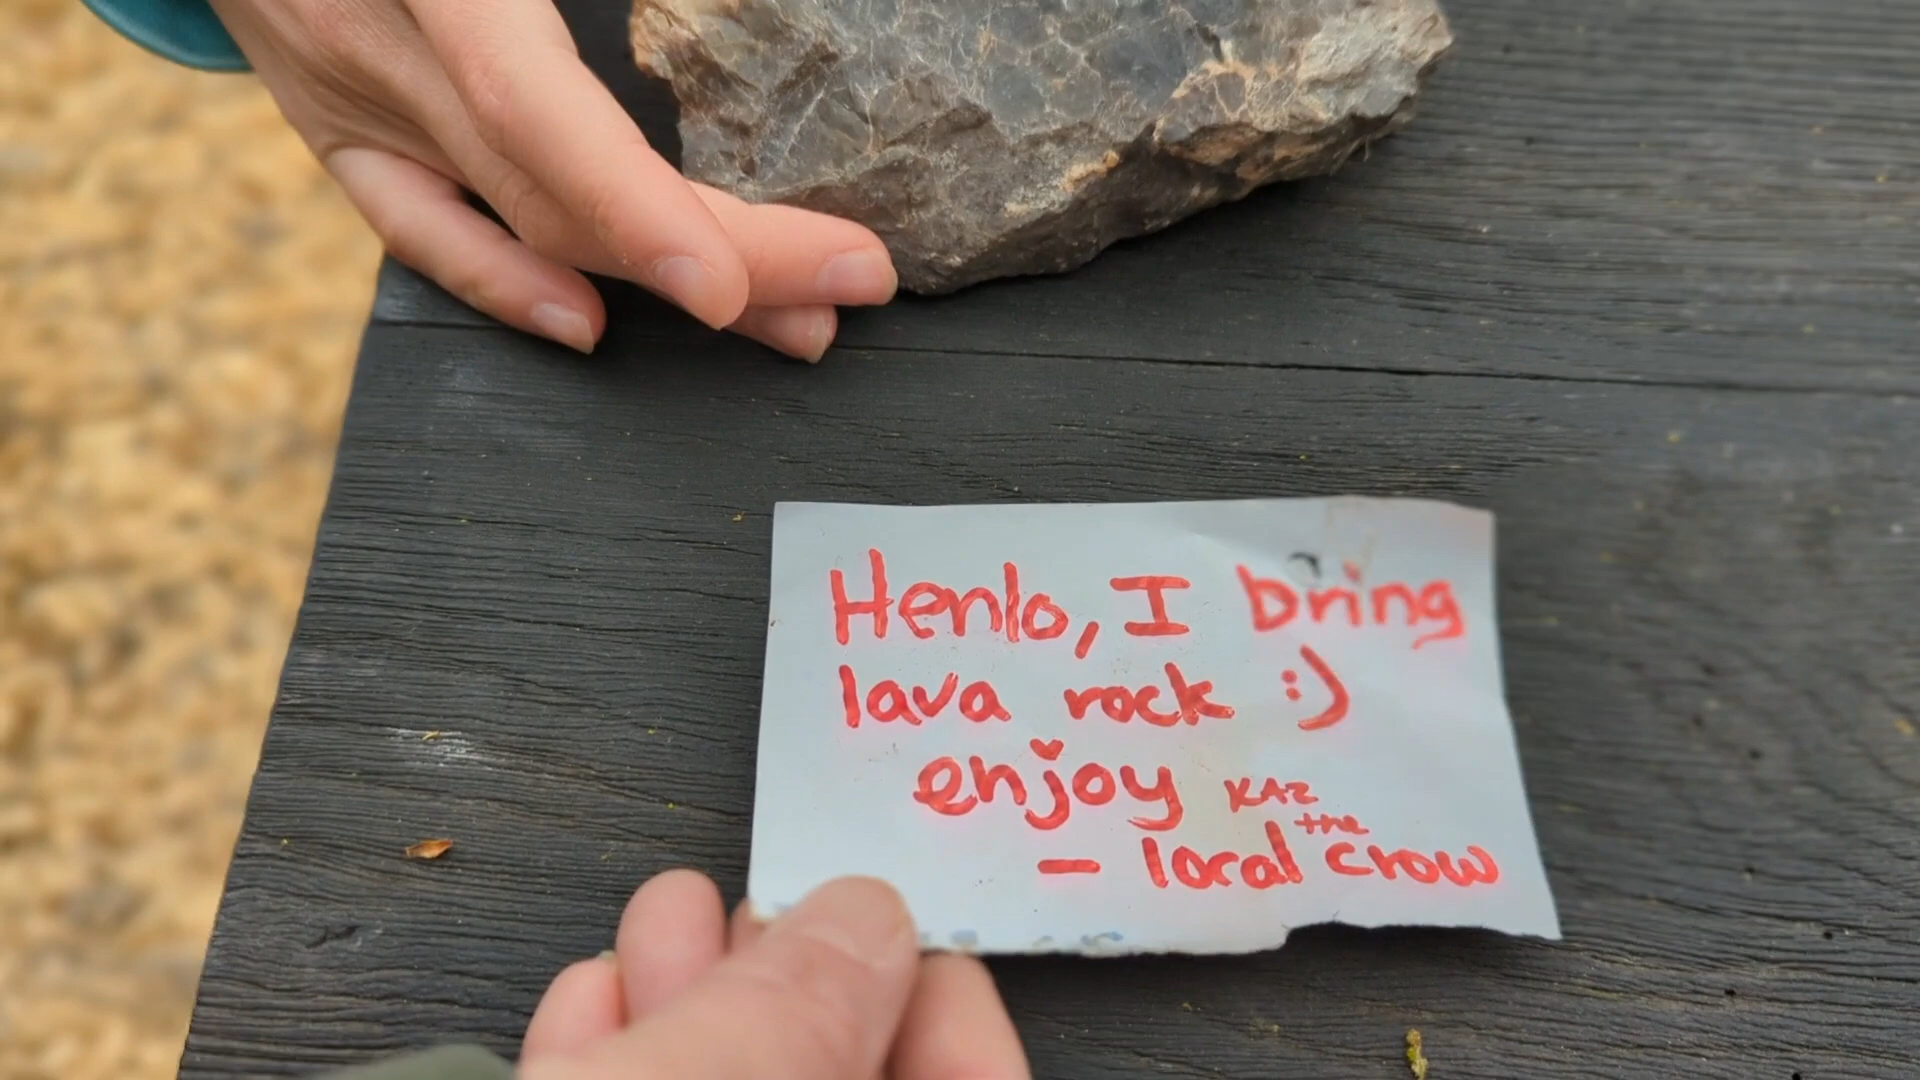 Henlo, I bring
lava rock :)
enjoy
KAZ
the
– local crow